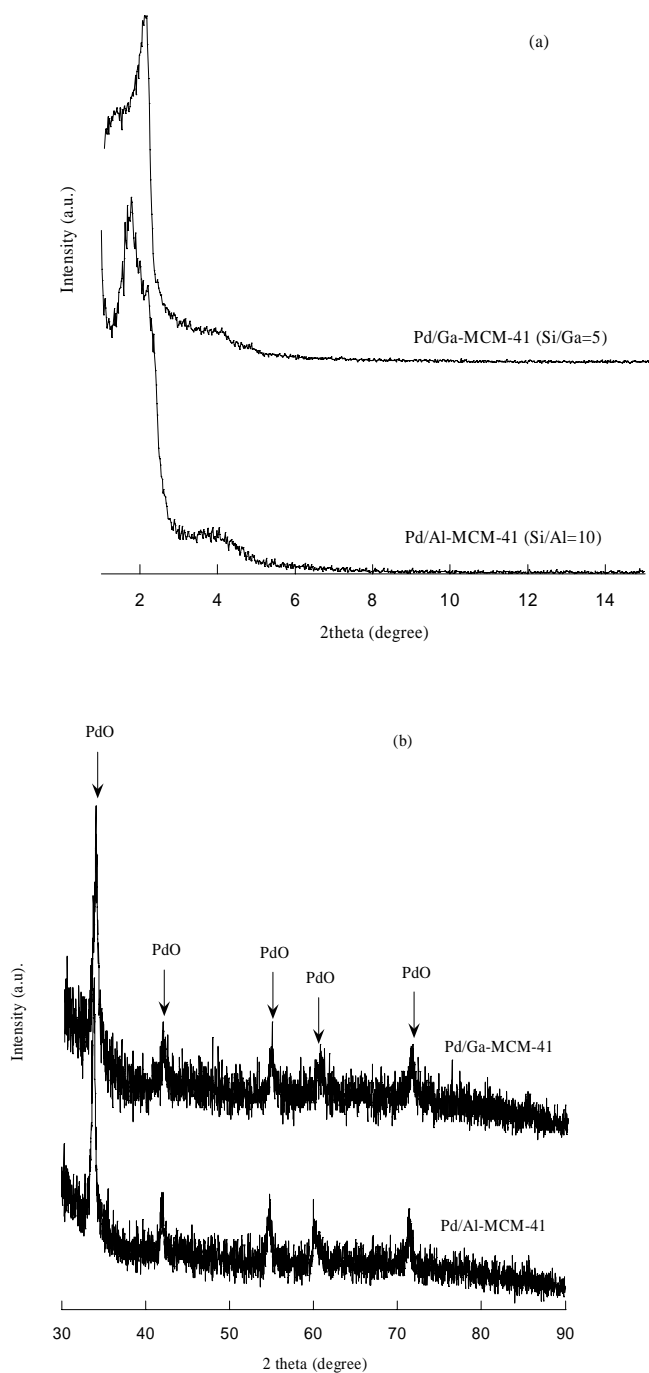 (a)
Intensity (a.u.)
Pd/Ga-MCM-41 (Si/Ga=5)
Pd/Al-MCM-41 (Si/Al=10)
2 4 6 8 10 12 14
2theta (degree)
PdO
(b)
PdO
PdO
PdO
PdO
Intensity (a.u).
Pd/Ga-MCM-41
Pd/Al-MCM-41
30 40 50 60 70 80 90
2 theta (degree)